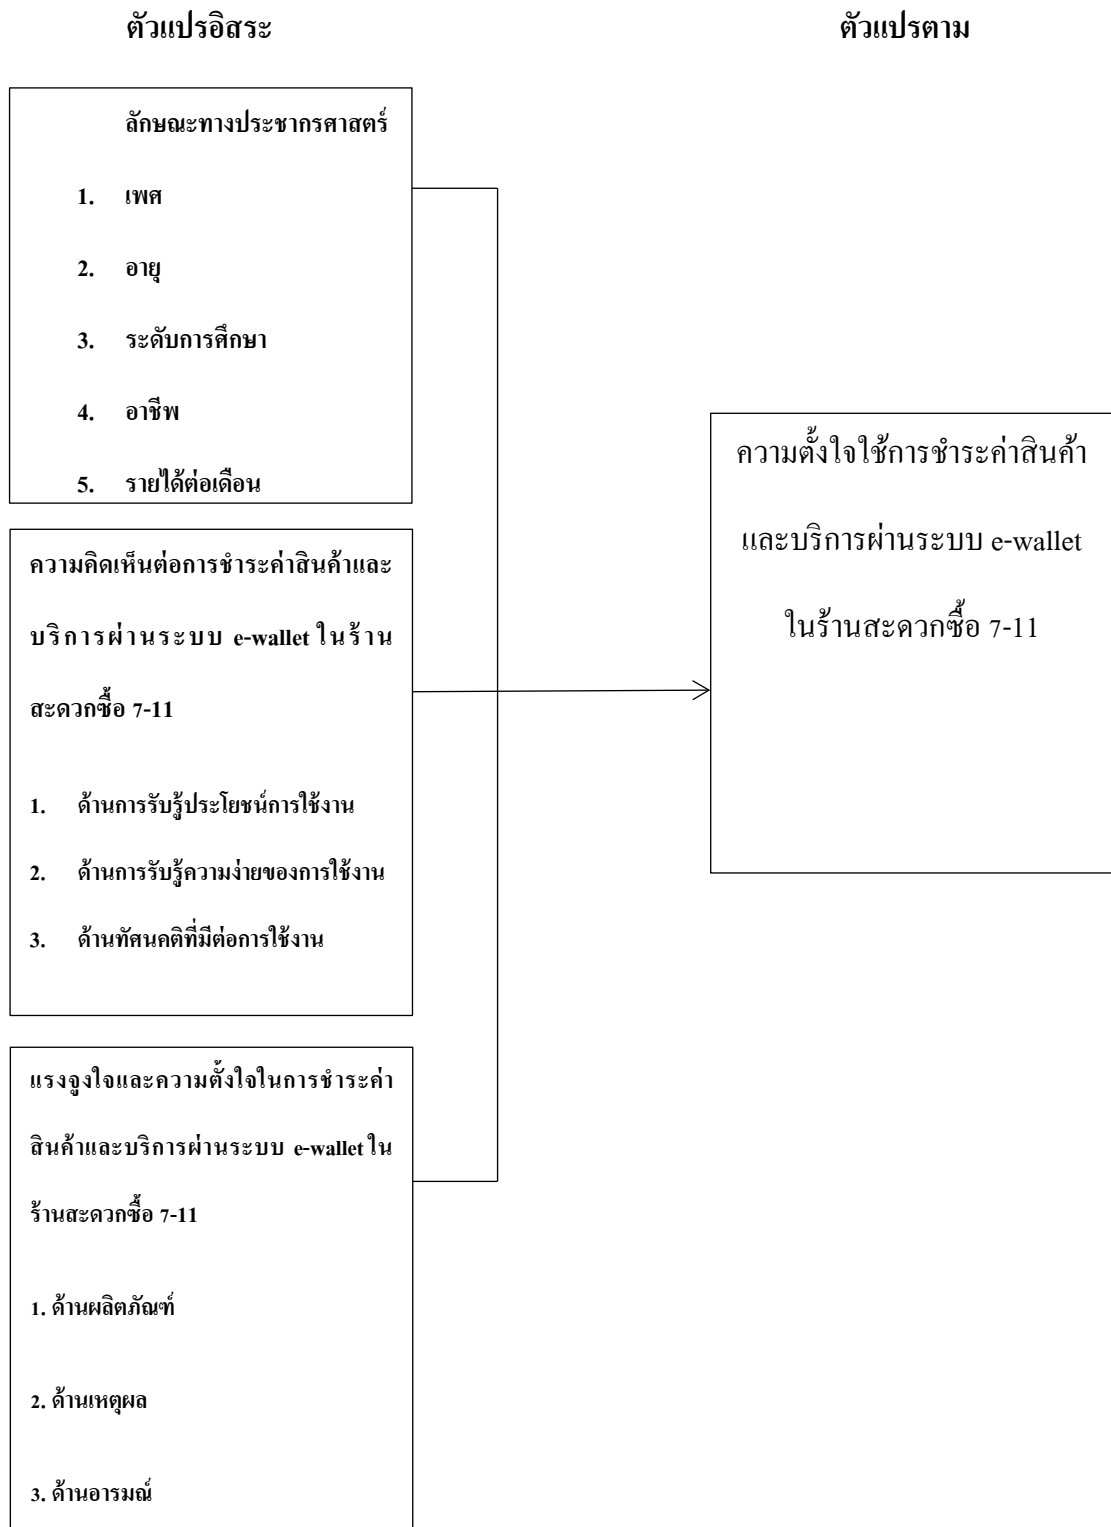 ตัวแปรอิสระ
ตัวแปรตาม
ลักษณะทางประชากรศาสตร์
1. เพศ
2. อายุ
3. ระดับการศึกษา
4. อาชีพ
5. รายได้ต่อเดือน
ความคิดเห็นต่อการชำระค่าสินค้าและ
บริการผ่านระบบ e-wallet ในร้าน
สะดวกซื้อ 7-11
1. ด้านการรับรู้ประโยชน์การใช้งาน
2. ด้านการรับรู้ความง่ายของการใช้งาน
3. ด้านทัศนคติที่มีต่อการใช้งาน
แรงจูงใจและความตั้งใจในการชำระค่า
สินค้าและบริการผ่านระบบ e-wallet ใน
ร้านสะดวกซื้อ 7-11
1. ด้านผลิตภัณฑ์
2. ด้านเหตุผล
3. ด้านอารมณ์
ความตั้งใจใช้การชำระค่าสินค้า
และบริการผ่านระบบ e-wallet
ในร้านสะดวกซื้อ 7-11